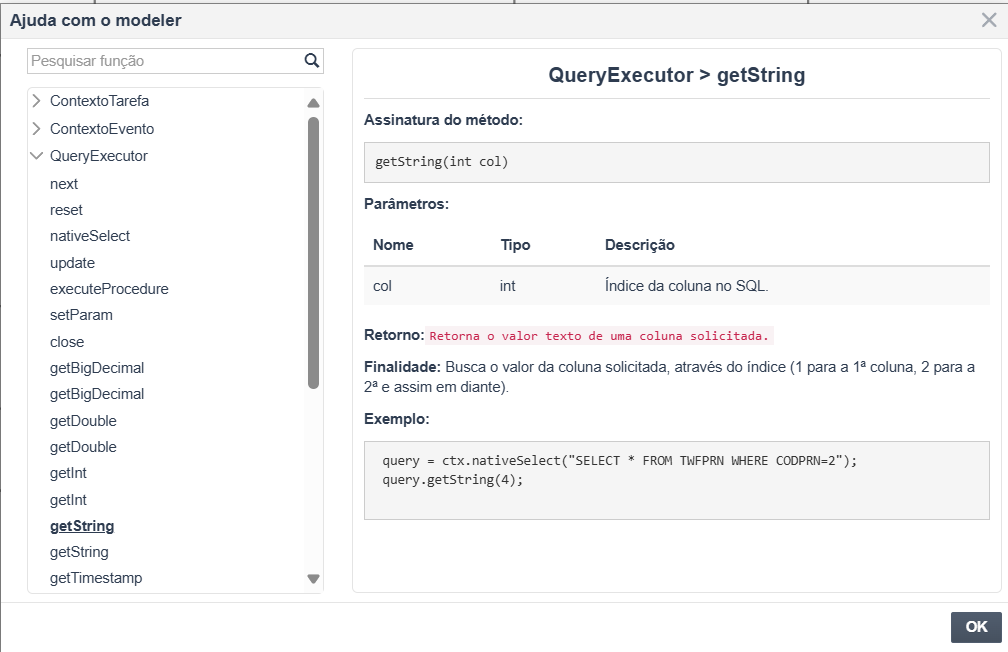 Ajuda com o modeler
Pesquisar função
ContextoTarefa
ContextoEvento
QueryExecutor
next
reset
nativeSelect
update
executeProcedure
setParam
close
getBigDecimal
getBigDecimal
getDouble
getDouble
getInt
getInt
getString
getString
getTimestamp
QueryExecutor > getString
Assinatura do método:
getString(int col)
Parâmetros:
Nome Tipo Descrição
col int Índice da coluna no SQL.
Retorno: Retorna o valor texto de uma coluna solicitada.
Finalidade: Busca o valor da coluna solicitada, através do índice (1 para a 1ª coluna, 2 para a
2ª e assim em diante).
Exemplo:
query = ctx.nativeSelect("SELECT * FROM TWFPRN WHERE CODPRN=2");
query.getString(4);
OK